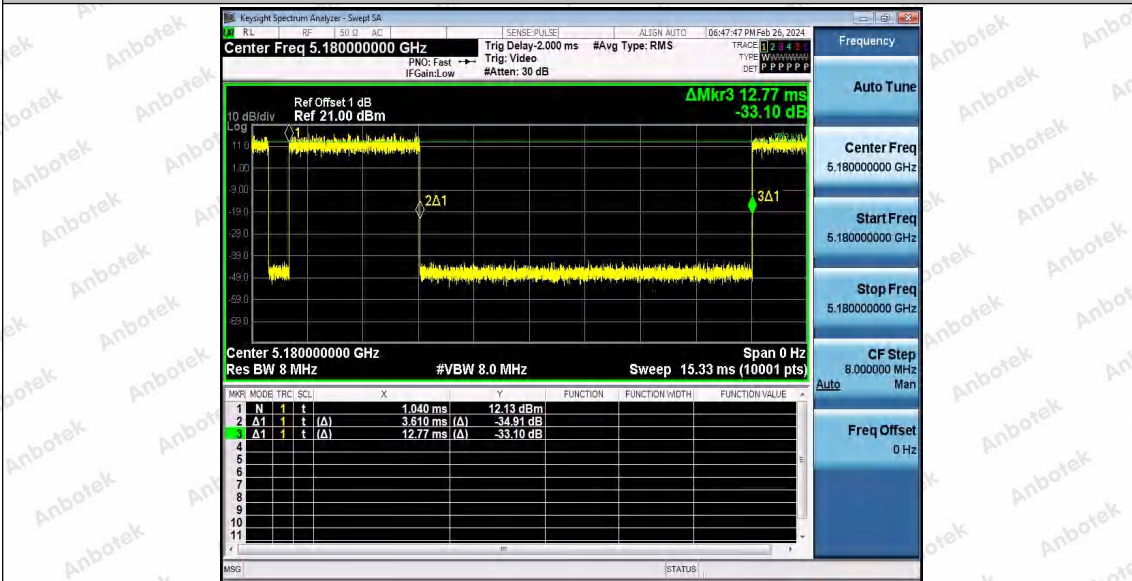 Keysight Spectrum Analyzer - Swept SA
RL RF 50 Ω AC SENSE:PULSE ALIGN AUTO 06:47:47 PM Feb 26, 2024
Center Freq 5.180000000 GHz
PNO: Fast
IFGain:Low
Trig Delay-2.000 ms
Trig: Video
#Atten: 30 dB
#Avg Type: RMS
TRACE 1 2 3 4 5 6
TYPE WWWWWW
DET P P P P P P
Frequency
ΔMkr3 12.77 ms
-33.10 dB
Ref Offset 1 dB
10 dB/div Ref 21.00 dBm
Log
11.0
1.00
-9.00
-19.0
-29.0
-39.0
-49.0
-59.0
-69.0
1
2Δ1
3Δ1
Center 5.180000000 GHz Span 0 Hz
Res BW 8 MHz #VBW 8.0 MHz Sweep 15.33 ms (10001 pts)
MKR MODE TRC SCL X Y FUNCTION FUNCTION WIDTH FUNCTION VALUE
1 N 1 t 1.040 ms 12.13 dBm
2 Δ1 1 t (Δ) 3.610 ms (Δ) -34.91 dB
3 Δ1 1 t (Δ) 12.77 ms (Δ) -33.10 dB
4
5
6
7
8
9
10
11
MSG STATUS
Auto Tune
Center Freq
5.180000000 GHz
Start Freq
5.180000000 GHz
Stop Freq
5.180000000 GHz
CF Step
8.000000 MHz
Auto Man
Freq Offset
0 Hz
Anbotek